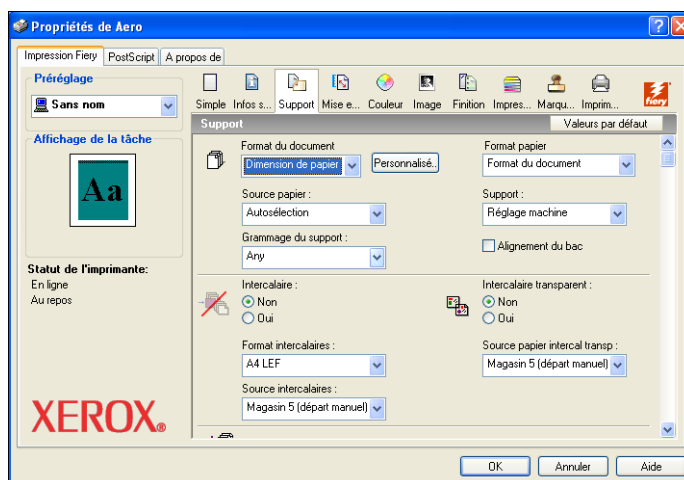 Propriétés de Aero
Impression Fiery PostScript A propos de
Préréglage
Sans nom
Affichage de la tâche
Aa
Statut de l'imprimante:
En ligne
Au repos
XEROX®
Simple Infos s... Support Mise e... Couleur Image Finition Impres... Marqu... Imprim...
fiery
Support
Valeurs par défaut
Format du document
Dimension de papier
Personnalisé..
Format papier
Format du document
Source papier :
Autosélection
Support :
Réglage machine
Grammage du support :
Any
Alignement du bac
Intercalaire :
Non
Oui
Intercalaire transparent :
Non
Oui
Format intercalaires :
A4 LEF
Source papier intercal transp :
Magasin 5 (départ manuel)
Source intercalaires :
Magasin 5 (départ manuel)
OK Annuler Aide